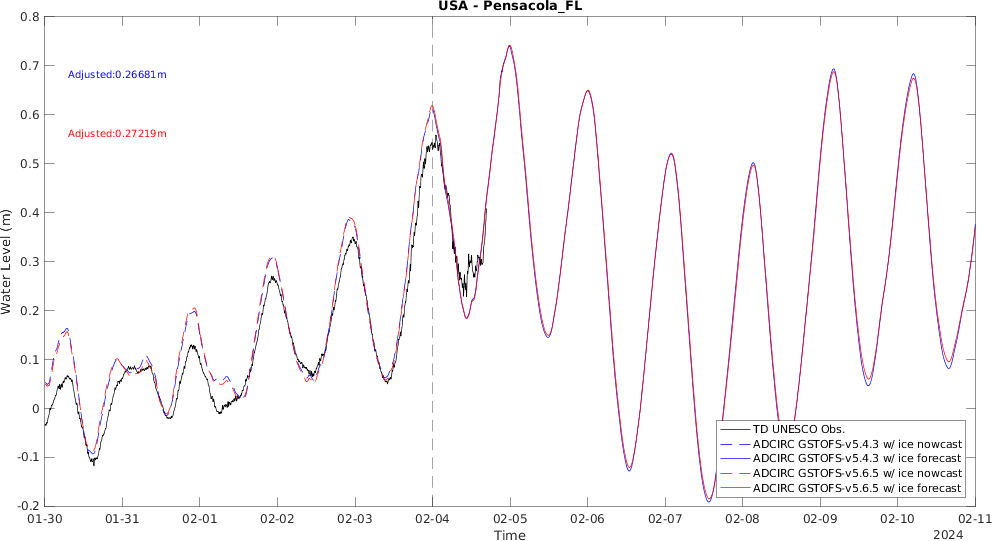 USA - Pensacola_FL
0.8
0.7
0.6
0.5
0.4
0.3
0.2
0.1
0
-0.1
-0.2
Water Level (m)
Adjusted:0.26681m
Adjusted:0.27219m
TD UNESCO Obs.
ADCIRC GSTOFS-v5.4.3 w/ ice nowcast
ADCIRC GSTOFS-v5.4.3 w/ ice forecast
ADCIRC GSTOFS-v5.6.5 w/ ice nowcast
ADCIRC GSTOFS-v5.6.5 w/ ice forecast
01-30 01-31 02-01 02-02 02-03 02-04 02-05 02-06 02-07 02-08 02-09 02-10 02-11
Time
2024